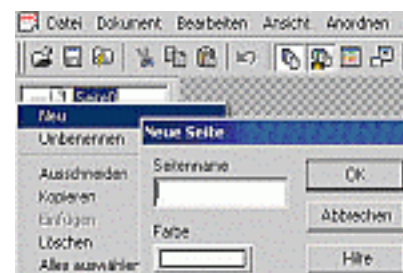 Datei Dokument Bearbeiten Ansicht Anordnen
Neu
Umbenennen
Neue Seite
Ausschneiden
Seitenname
OK
Kopieren
Einfügen
Farbe
Abbrechen
Löschen
Alles auswählen
Hilfe